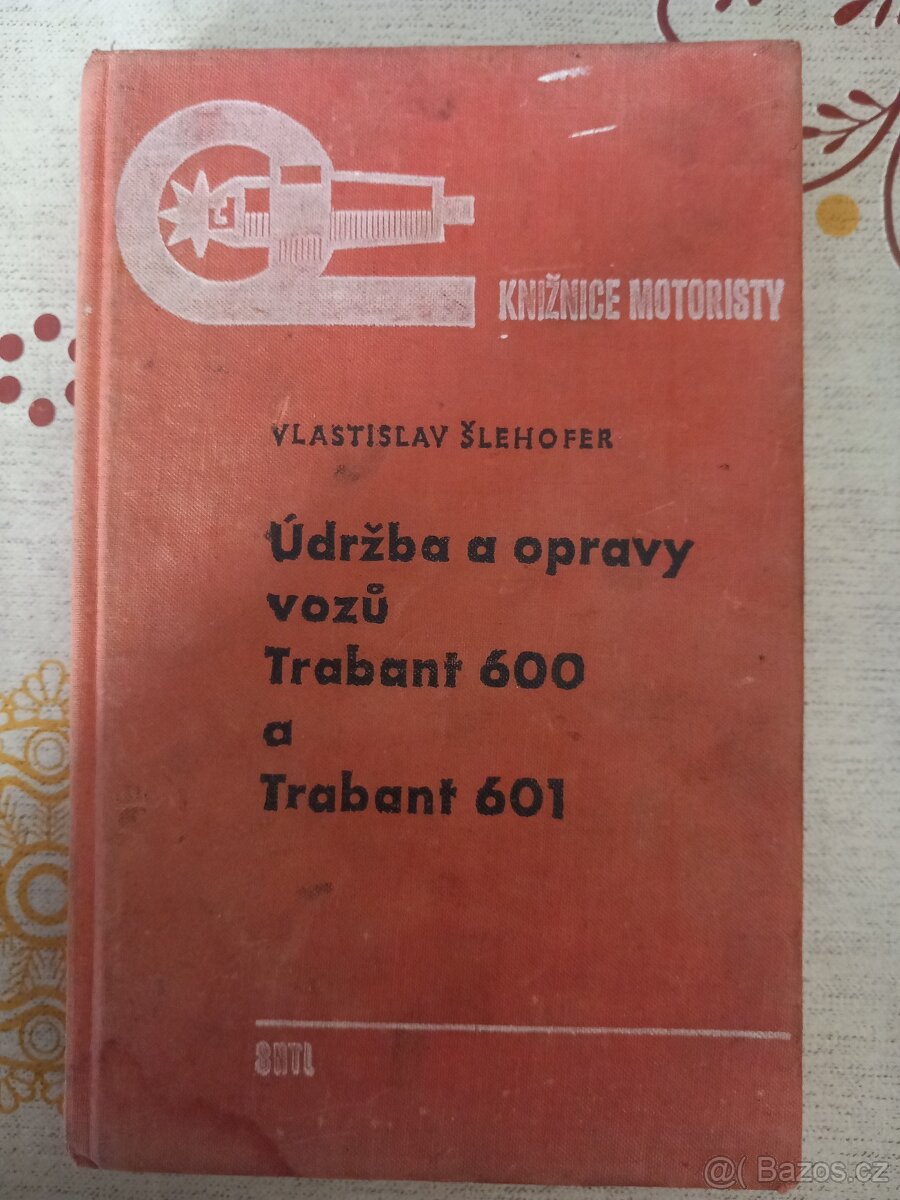 KNIŽNICE MOTORISTY
VLASTISLAV ŠLEHOFER
Údržba a opravy
vozů
Trabant 600
a
Trabant 601
SNTL
@( Bazos.cz